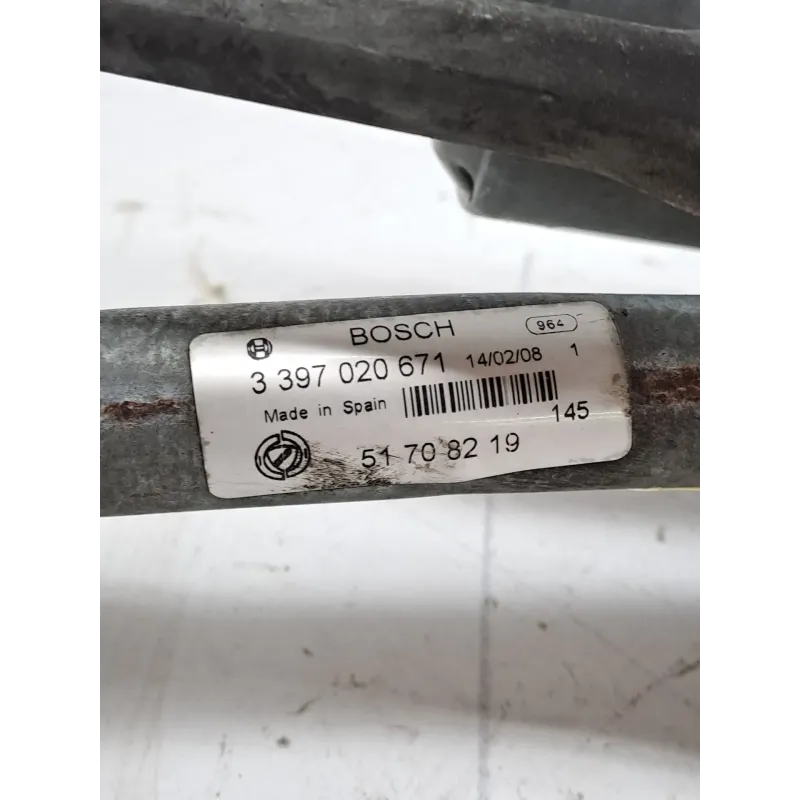 BOSCH 964
3 397 020 671 14/02/08 1
Made in Spain 145
51 70 82 19